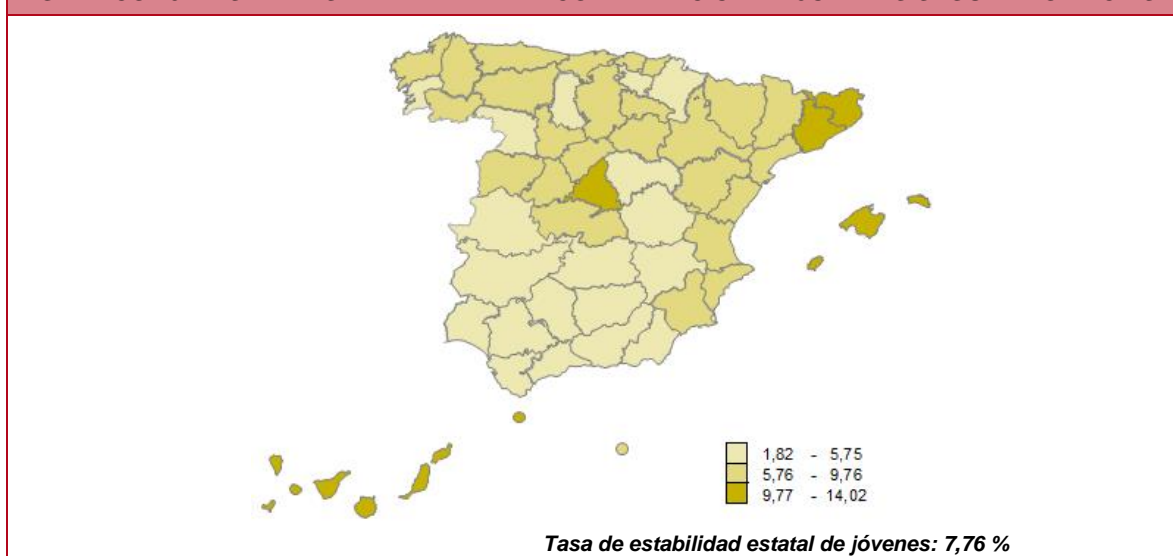 1,82 - 5,75
5,76 - 9,76
9,77 - 14,02
Tasa de estabilidad estatal de jóvenes: 7,76 %